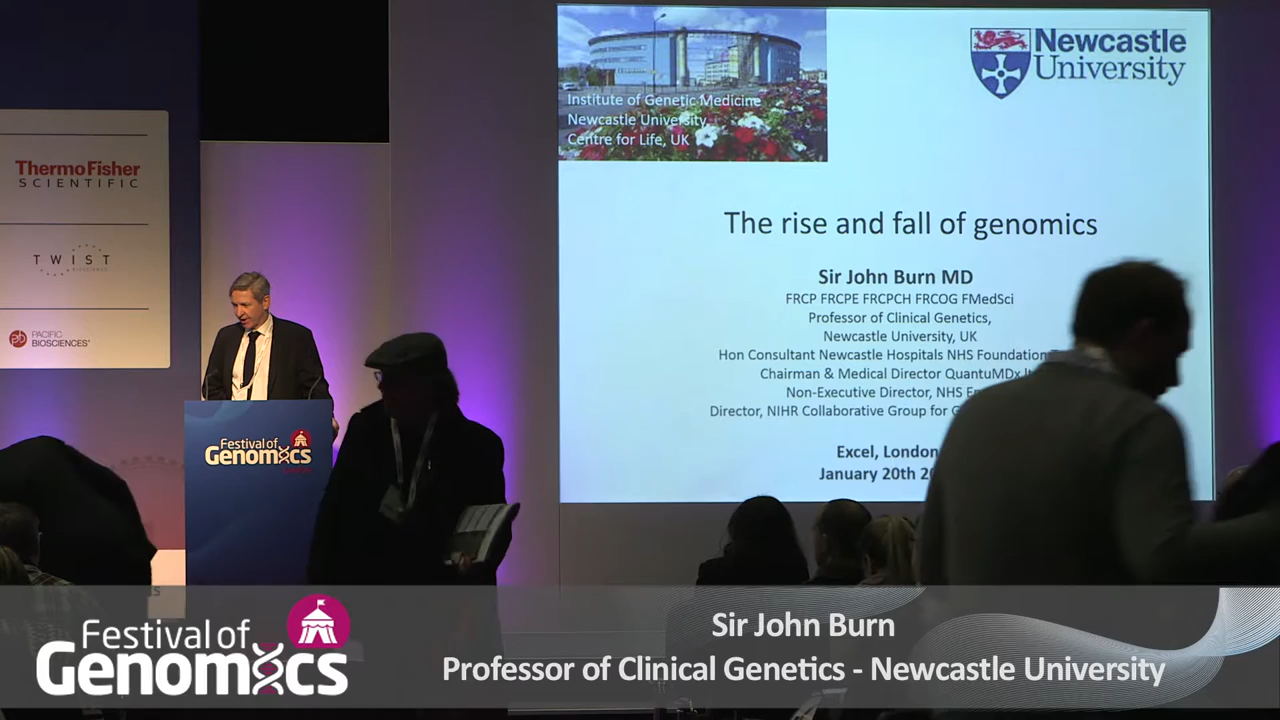 ThermoFisher
SCIENTIFIC
TWIST
BIOSCIENCE
PACIFIC
BIOSCIENCES
Festival of
Genomics
Institute of Genetic Medicine
Newcastle University
Centre for Life, UK
Newcastle
University
The rise and fall of genomics
Sir John Burn MD
FRCP FRCPE FRCPCH FRCOG FMedSci
Professor of Clinical Genetics,
Newcastle University, UK
Hon Consultant Newcastle Hospitals NHS Foundation
Chairman & Medical Director QuantuMDx
Non-Executive Director, NHS
Director, NIHR Collaborative Group for
Excel, London
January 20th
Festival of
Genomics
Sir John Burn
Professor of Clinical Genetics - Newcastle University